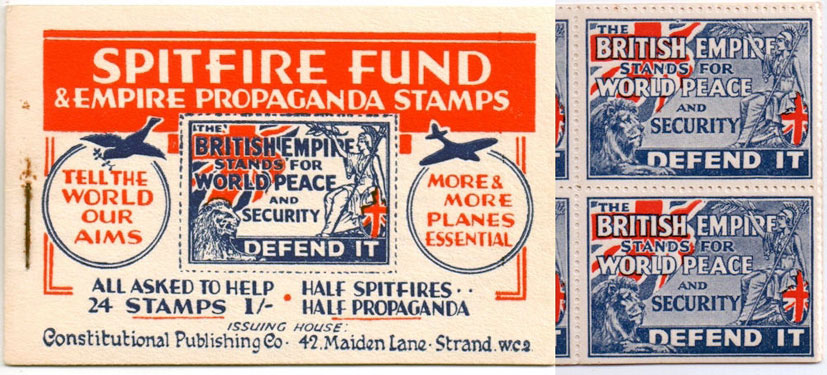 SPITFIRE FUND
& EMPIRE PROPAGANDA STAMPS
TELL THE
WORLD
OUR
AIMS
THE
BRITISH EMPIRE
STANDS FOR
WORLD PEACE
AND
SECURITY
DEFEND IT
MORE &
MORE
PLANES
ESSENTIAL
ALL ASKED TO HELP
24 STAMPS 1/-
HALF SPITFIRES..
HALF PROPAGANDA
ISSUING HOUSE:
Constitutional Publishing Co · 42, Maiden Lane · Strand. W.C.2.
THE
BRITISH EMPIRE
STANDS FOR
WORLD PEACE
AND
SECURITY
DEFEND IT
THE
BRITISH EMPIRE
STANDS FOR
WORLD PEACE
AND
SECURITY
DEFEND IT